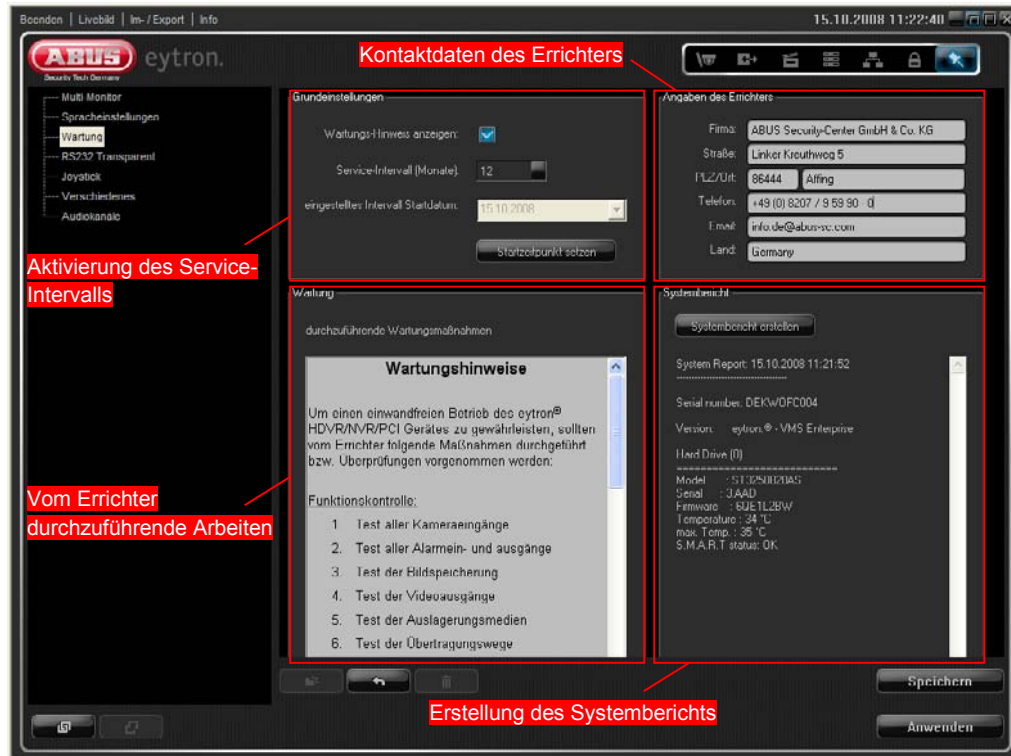 Beenden | Livebild | Im- / Export | Info
15.10.2008 11:22:40
ABUS
Security Tech Germany
eytron.
Kontaktdaten des Errichters
Multi Monitor
Spracheinstellungen
Wartung
RS232 Transparent
Joystick
Verschiedenes
Audiokanäle
Grundeinstellungen
Wartungs-Hinweis anzeigen:
Service-Intervall (Monate):
12
eingestelltes Intervall Startdatum:
15.10.2008
Startzeitpunkt setzen
Angaben des Errichters
Firma:
ABUS Security-Center GmbH & Co. KG
Straße:
Linker Kreuthweg 5
PLZ/Ort:
86444
Affing
Telefon:
+49 (0) 8207 / 9 59 90 - 0
Email:
info.de@abus-sc.com
Land:
Germany
Aktivierung des Service-
Intervalls
Wartung
durchzuführende Wartungsmaßnahmen
Wartungshinweise
Um einen einwandfreien Betrieb des eytron®
HDVR/NVR/PCI Gerätes zu gewährleisten, sollten
vom Errichter folgende Maßnahmen durchgeführt
bzw. Überprüfungen vorgenommen werden:
Funktionskontrolle:
1. Test aller Kameraeingänge
2. Test aller Alarmein- und ausgänge
3. Test der Bildspeicherung
4. Test der Videoausgänge
5. Test der Auslagerungsmedien
6. Test der Übertragungswege
Vom Errichter
durchzuführende Arbeiten
Systembericht
Systembericht erstellen
System Report: 15.10.2008 11:21:52
--------------------------------
Serial number: DEKWOFC004
Version: eytron.® - VMS Enterprise
Hard Drive (0)
===========================
Model : ST3250820AS
Serial : 3.AAD
Firmware : 6QE1L2BW
Temperature : 34 °C
max. Temp. : 35 °C
S.M.A.R.T status: OK
Erstellung des Systemberichts
Speichern
Anwenden